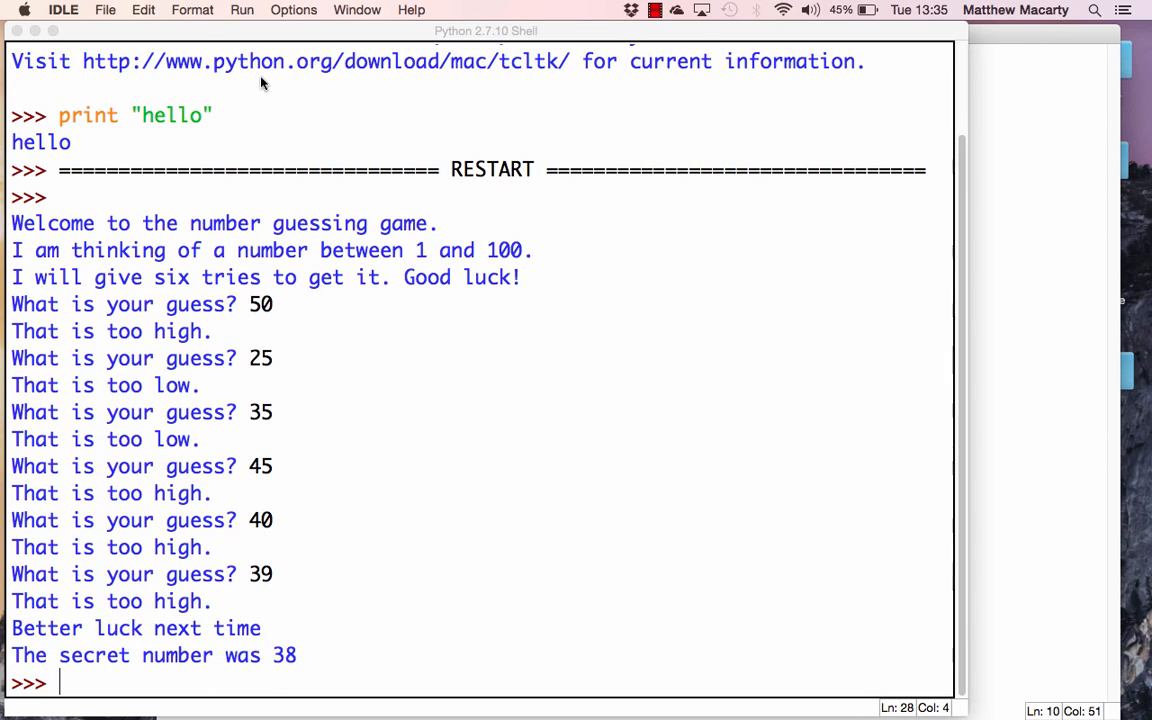 IDLE File Edit Format Run Options Window Help 45% Tue 13:35 Matthew Macarty
Python 2.7.10 Shell
Visit http://www.python.org/download/mac/tcltk/ for current information.
>>> print "hello"
hello
>>> ================================ RESTART ================================
>>>
Welcome to the number guessing game.
I am thinking of a number between 1 and 100.
I will give six tries to get it. Good luck!
What is your guess? 50
That is too high.
What is your guess? 25
That is too low.
What is your guess? 35
That is too low.
What is your guess? 45
That is too high.
What is your guess? 40
That is too high.
What is your guess? 39
That is too high.
Better luck next time
The secret number was 38
>>>
Ln: 28 Col: 4
Ln: 10 Col: 51